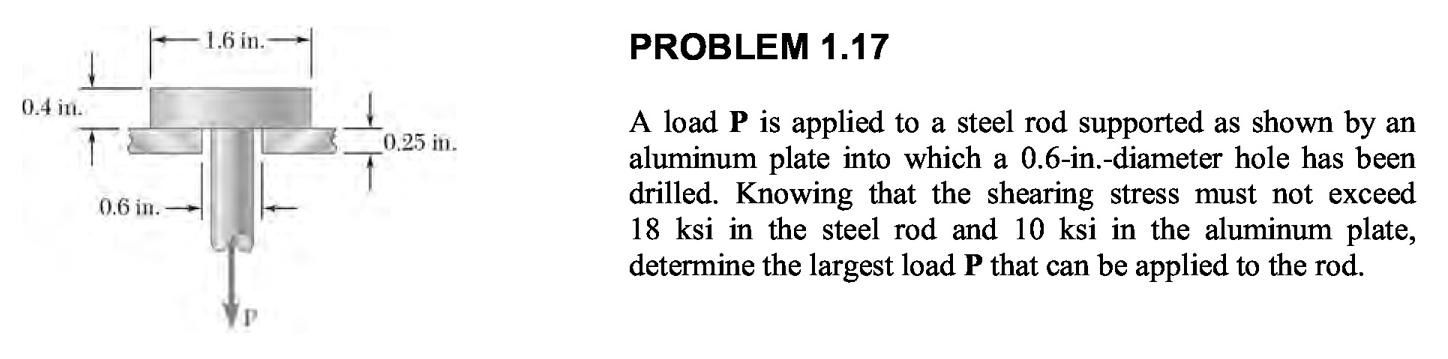 1.6 in.
0.4 in.
0.25 in.
0.6 in.
P
PROBLEM 1.17
A load P is applied to a steel rod supported as shown by an
aluminum plate into which a 0.6-in.-diameter hole has been
drilled. Knowing that the shearing stress must not exceed
18 ksi in the steel rod and 10 ksi in the aluminum plate,
determine the largest load P that can be applied to the rod.